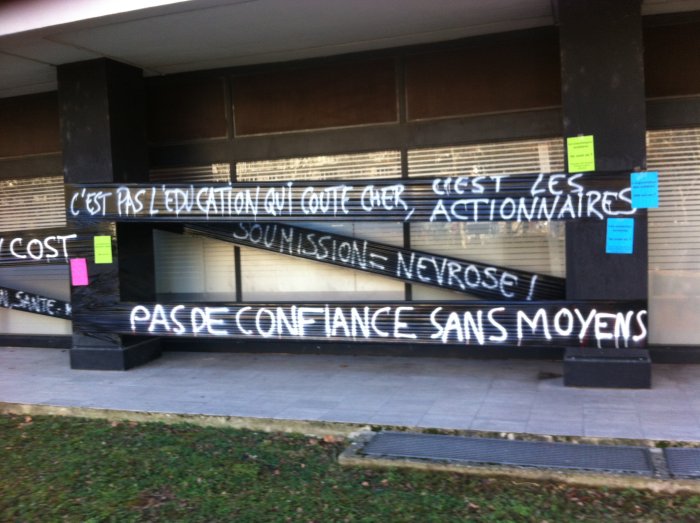 C'EST PAS L'EDUCATION QUI COUTE CHER, C'EST LES
ACTIONNAIRES
SOUMISSION = NEVROSE !
COST
SANTE
PAS DE CONFIANCE SANS MOYENS